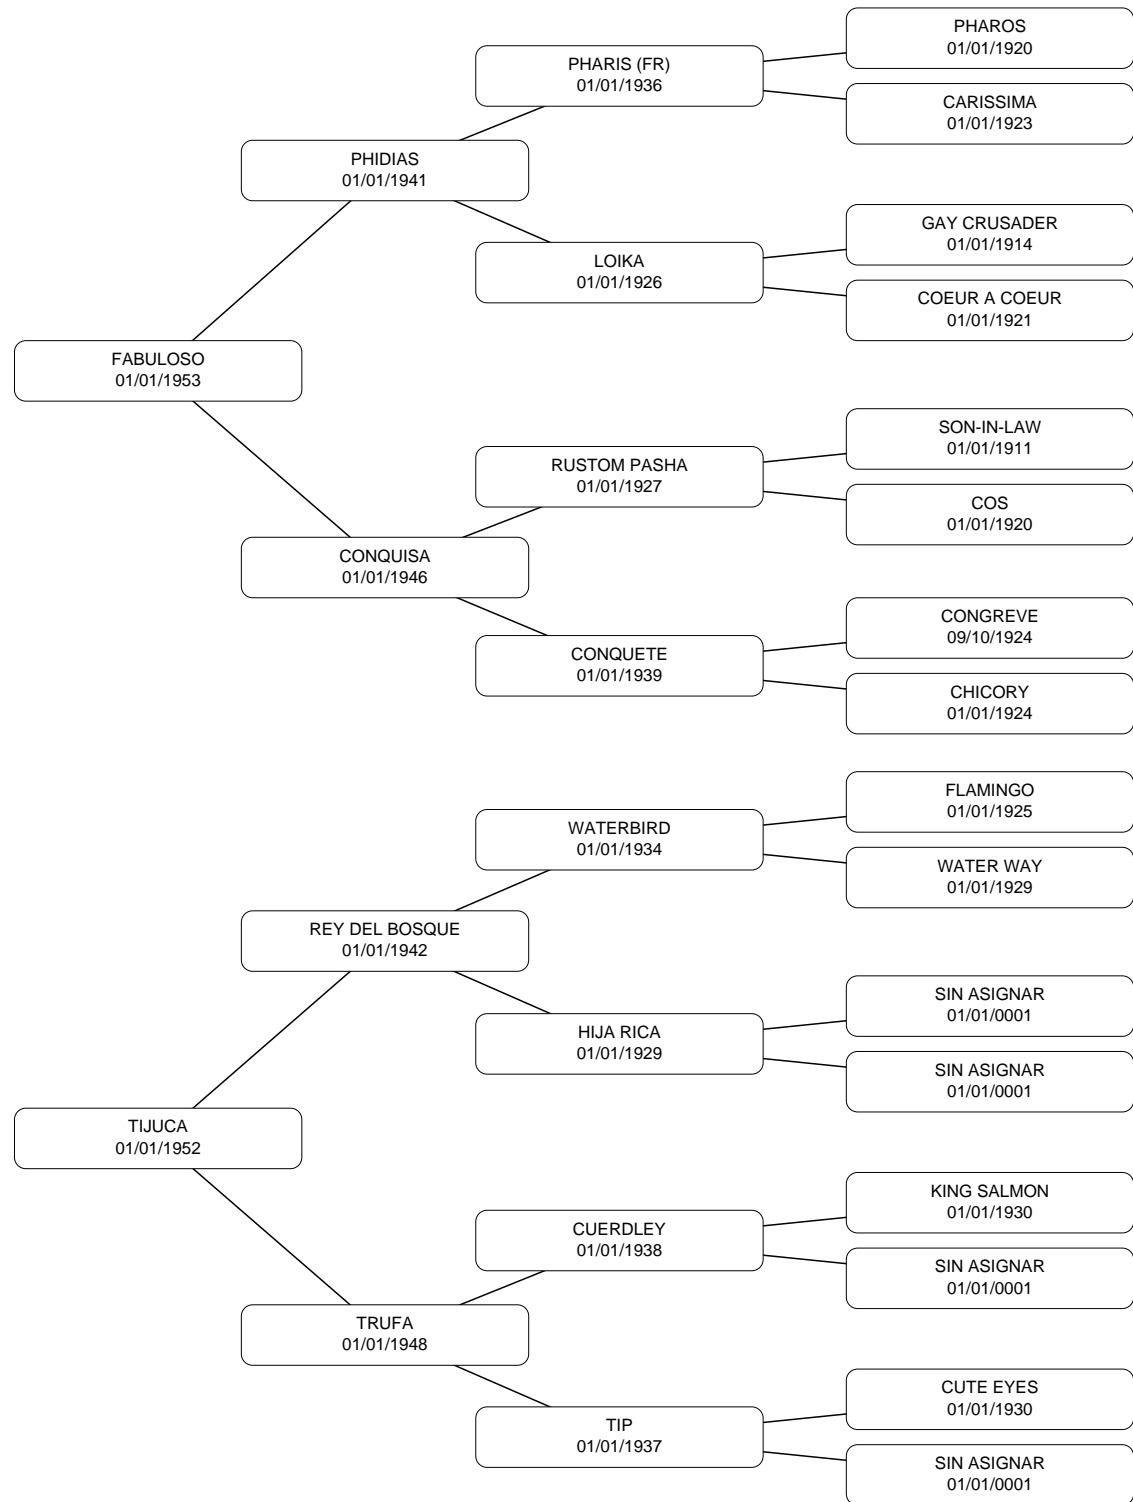 PHAROS
01/01/1920
PHARIS (FR)
01/01/1936
CARISSIMA
01/01/1923
PHIDIAS
01/01/1941
GAY CRUSADER
01/01/1914
LOIKA
01/01/1926
COEUR A COEUR
01/01/1921
FABULOSO
01/01/1953
SON-IN-LAW
01/01/1911
RUSTOM PASHA
01/01/1927
COS
01/01/1920
CONQUISA
01/01/1946
CONGREVE
09/10/1924
CONQUETE
01/01/1939
CHICORY
01/01/1924
FLAMINGO
01/01/1925
WATERBIRD
01/01/1934
WATER WAY
01/01/1929
REY DEL BOSQUE
01/01/1942
SIN ASIGNAR
01/01/0001
HIJA RICA
01/01/1929
SIN ASIGNAR
01/01/0001
TIJUCA
01/01/1952
KING SALMON
01/01/1930
CUERDLEY
01/01/1938
SIN ASIGNAR
01/01/0001
TRUFA
01/01/1948
CUTE EYES
01/01/1930
TIP
01/01/1937
SIN ASIGNAR
01/01/0001